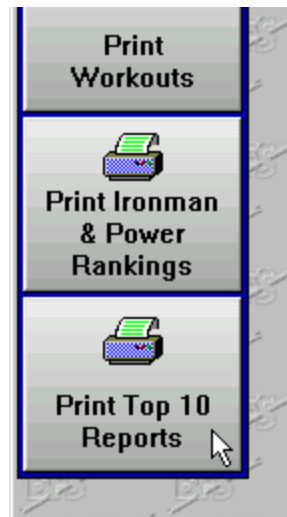 Print
Workouts
Print Ironman
& Power
Rankings
Print Top 10
Reports